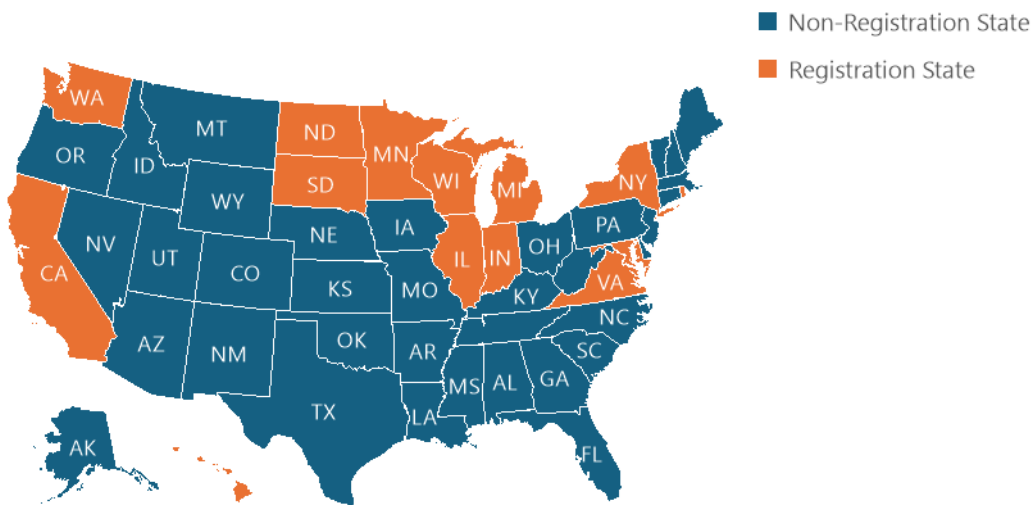 Non-Registration State
Registration State
WA
MT
ND
MN
OR
ID
SD
WI
MI
NY
WY
IA
NE
PA
NV
UT
CO
IL
IN
OH
CA
KS
MO
KY
VA
AZ
NM
OK
AR
NC
SC
TX
LA
MS
AL
GA
AK
FL